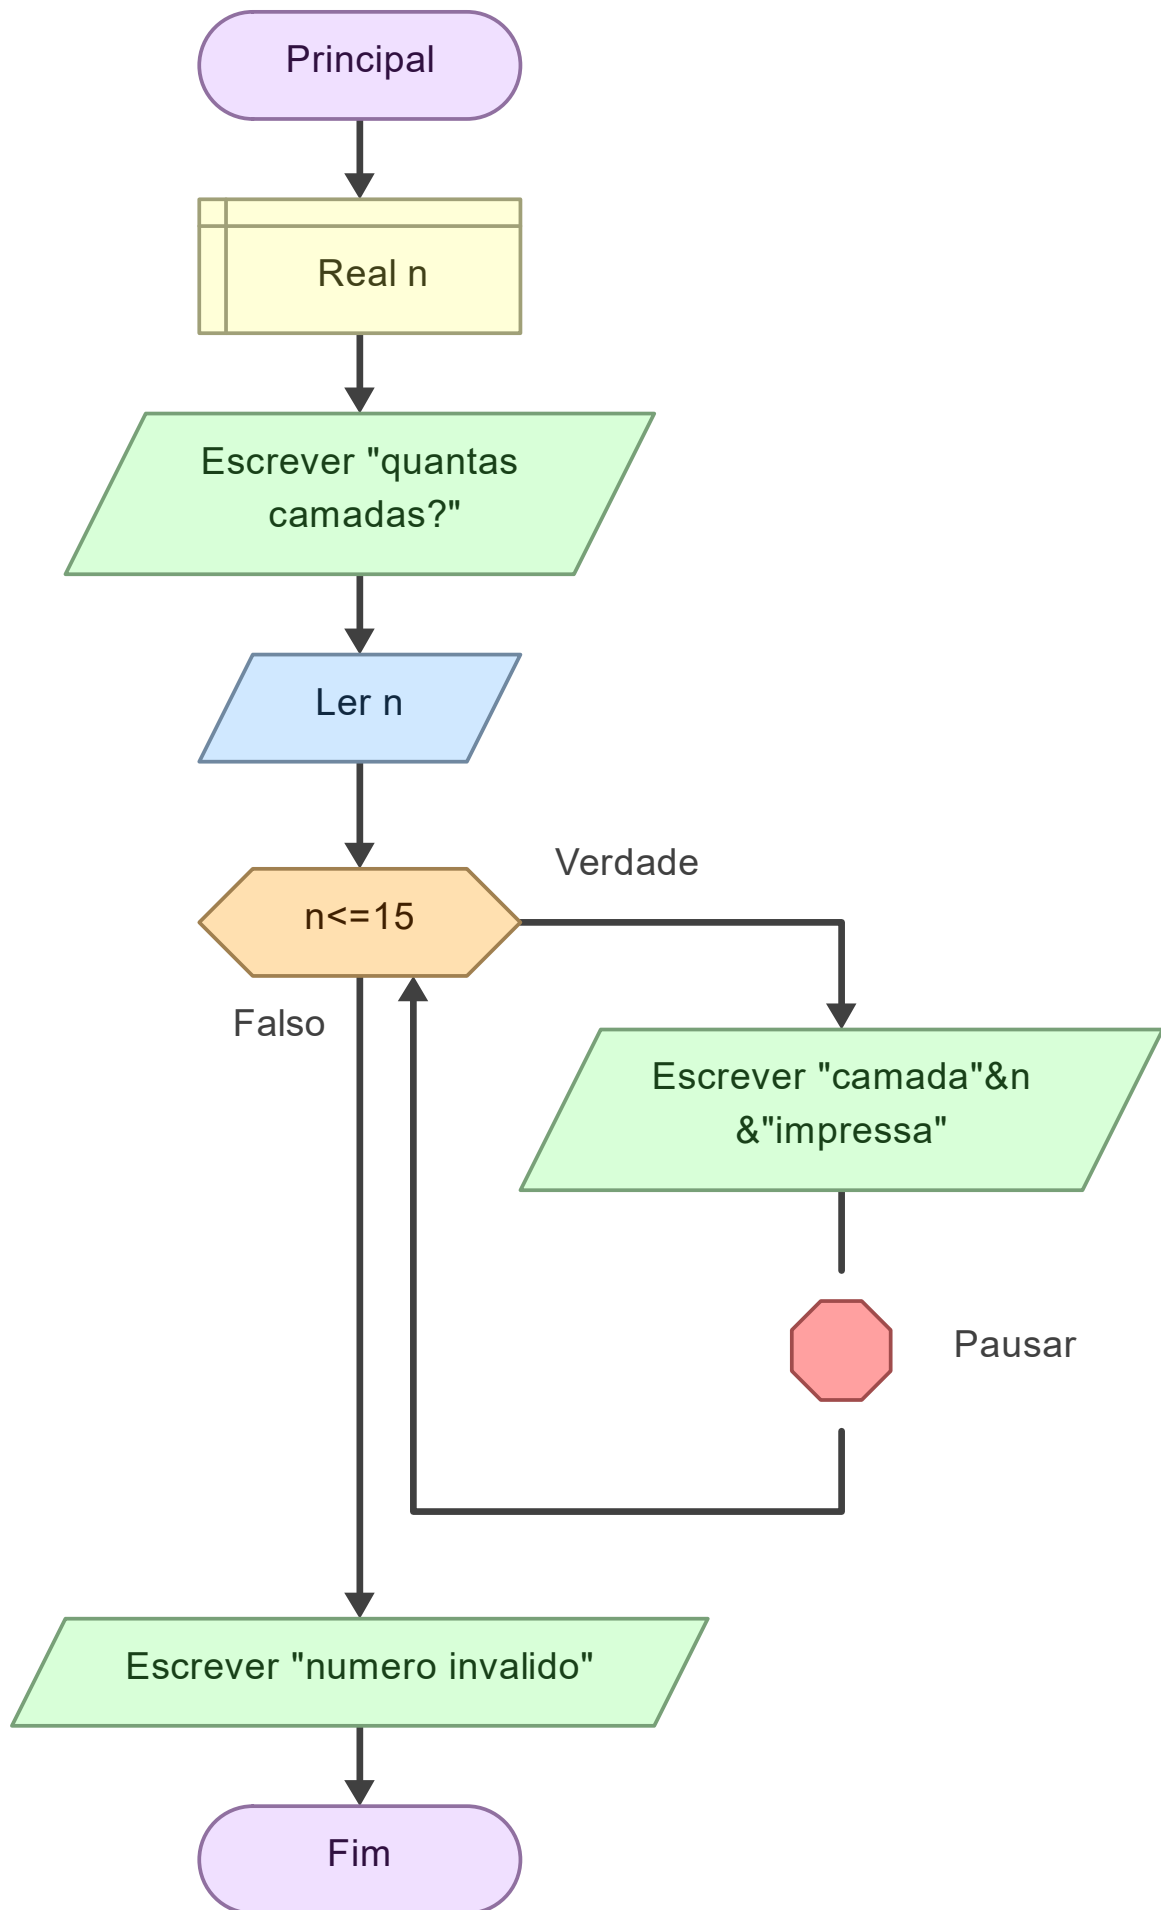 Principal
Real n
Escrever "quantas
camadas?"
Ler n
n<=15
Verdade
Falso
Escrever "camada"&n
&"impressa"
Pausar
Escrever "numero invalido"
Fim